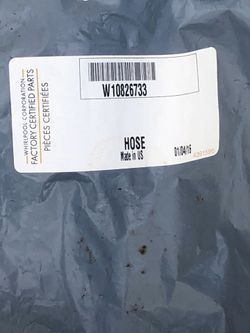 W10826733
WHIRLPOOL CORPORATION
FACTORY CERTIFIED PARTS
PIÈCES CERTIFIÉES
HOSE
Made in US
01/04/16